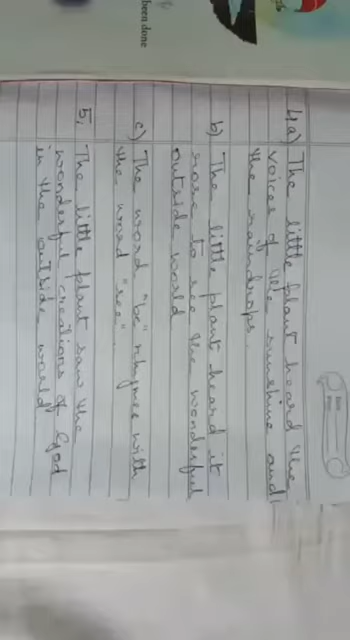 been done
4a) The little plant heard the
voices of the sunshine and
the raindrops.
b) The little plant heard it
to see the wonderful
outside world
c) The word "be" rhymes with
the word "see".
5. The little plant saw the
wonderful creations of God
in the outside world